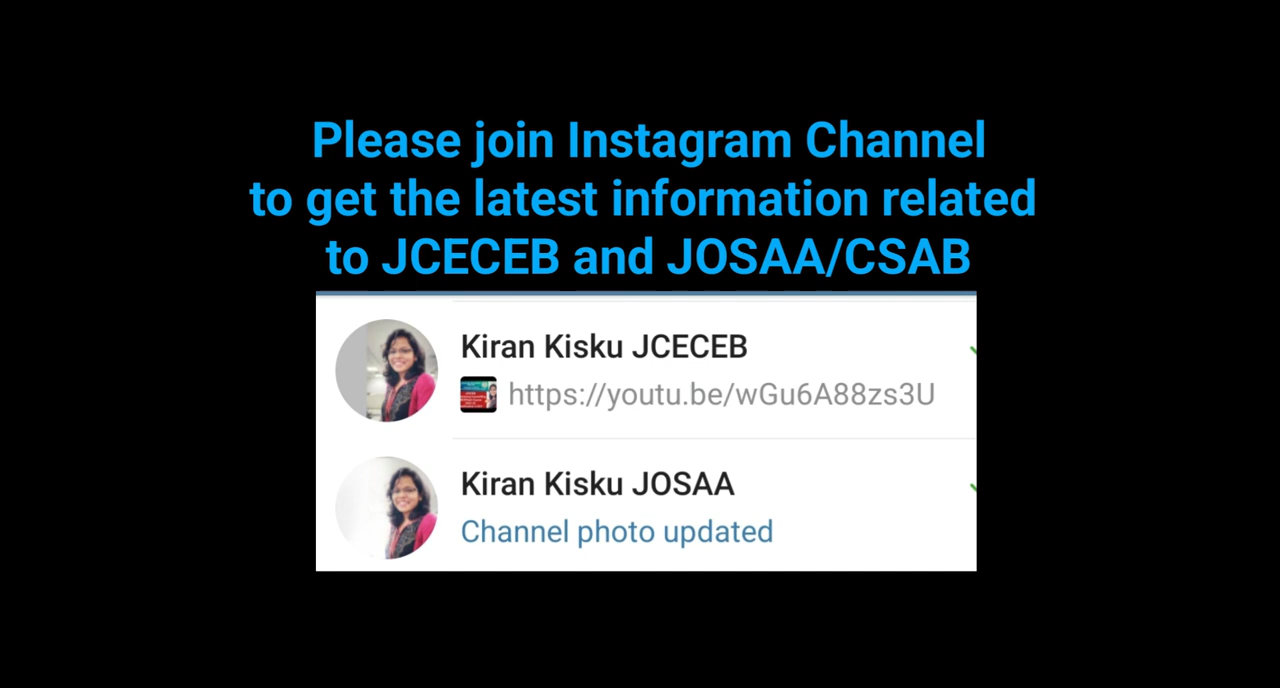 Please join Instagram Channel
to get the latest information related
to JCECEB and JOSAA/CSAB
Kiran Kisku JCECEB
https://youtu.be/wGu6A88zs3U
Kiran Kisku JOSAA
Channel photo updated